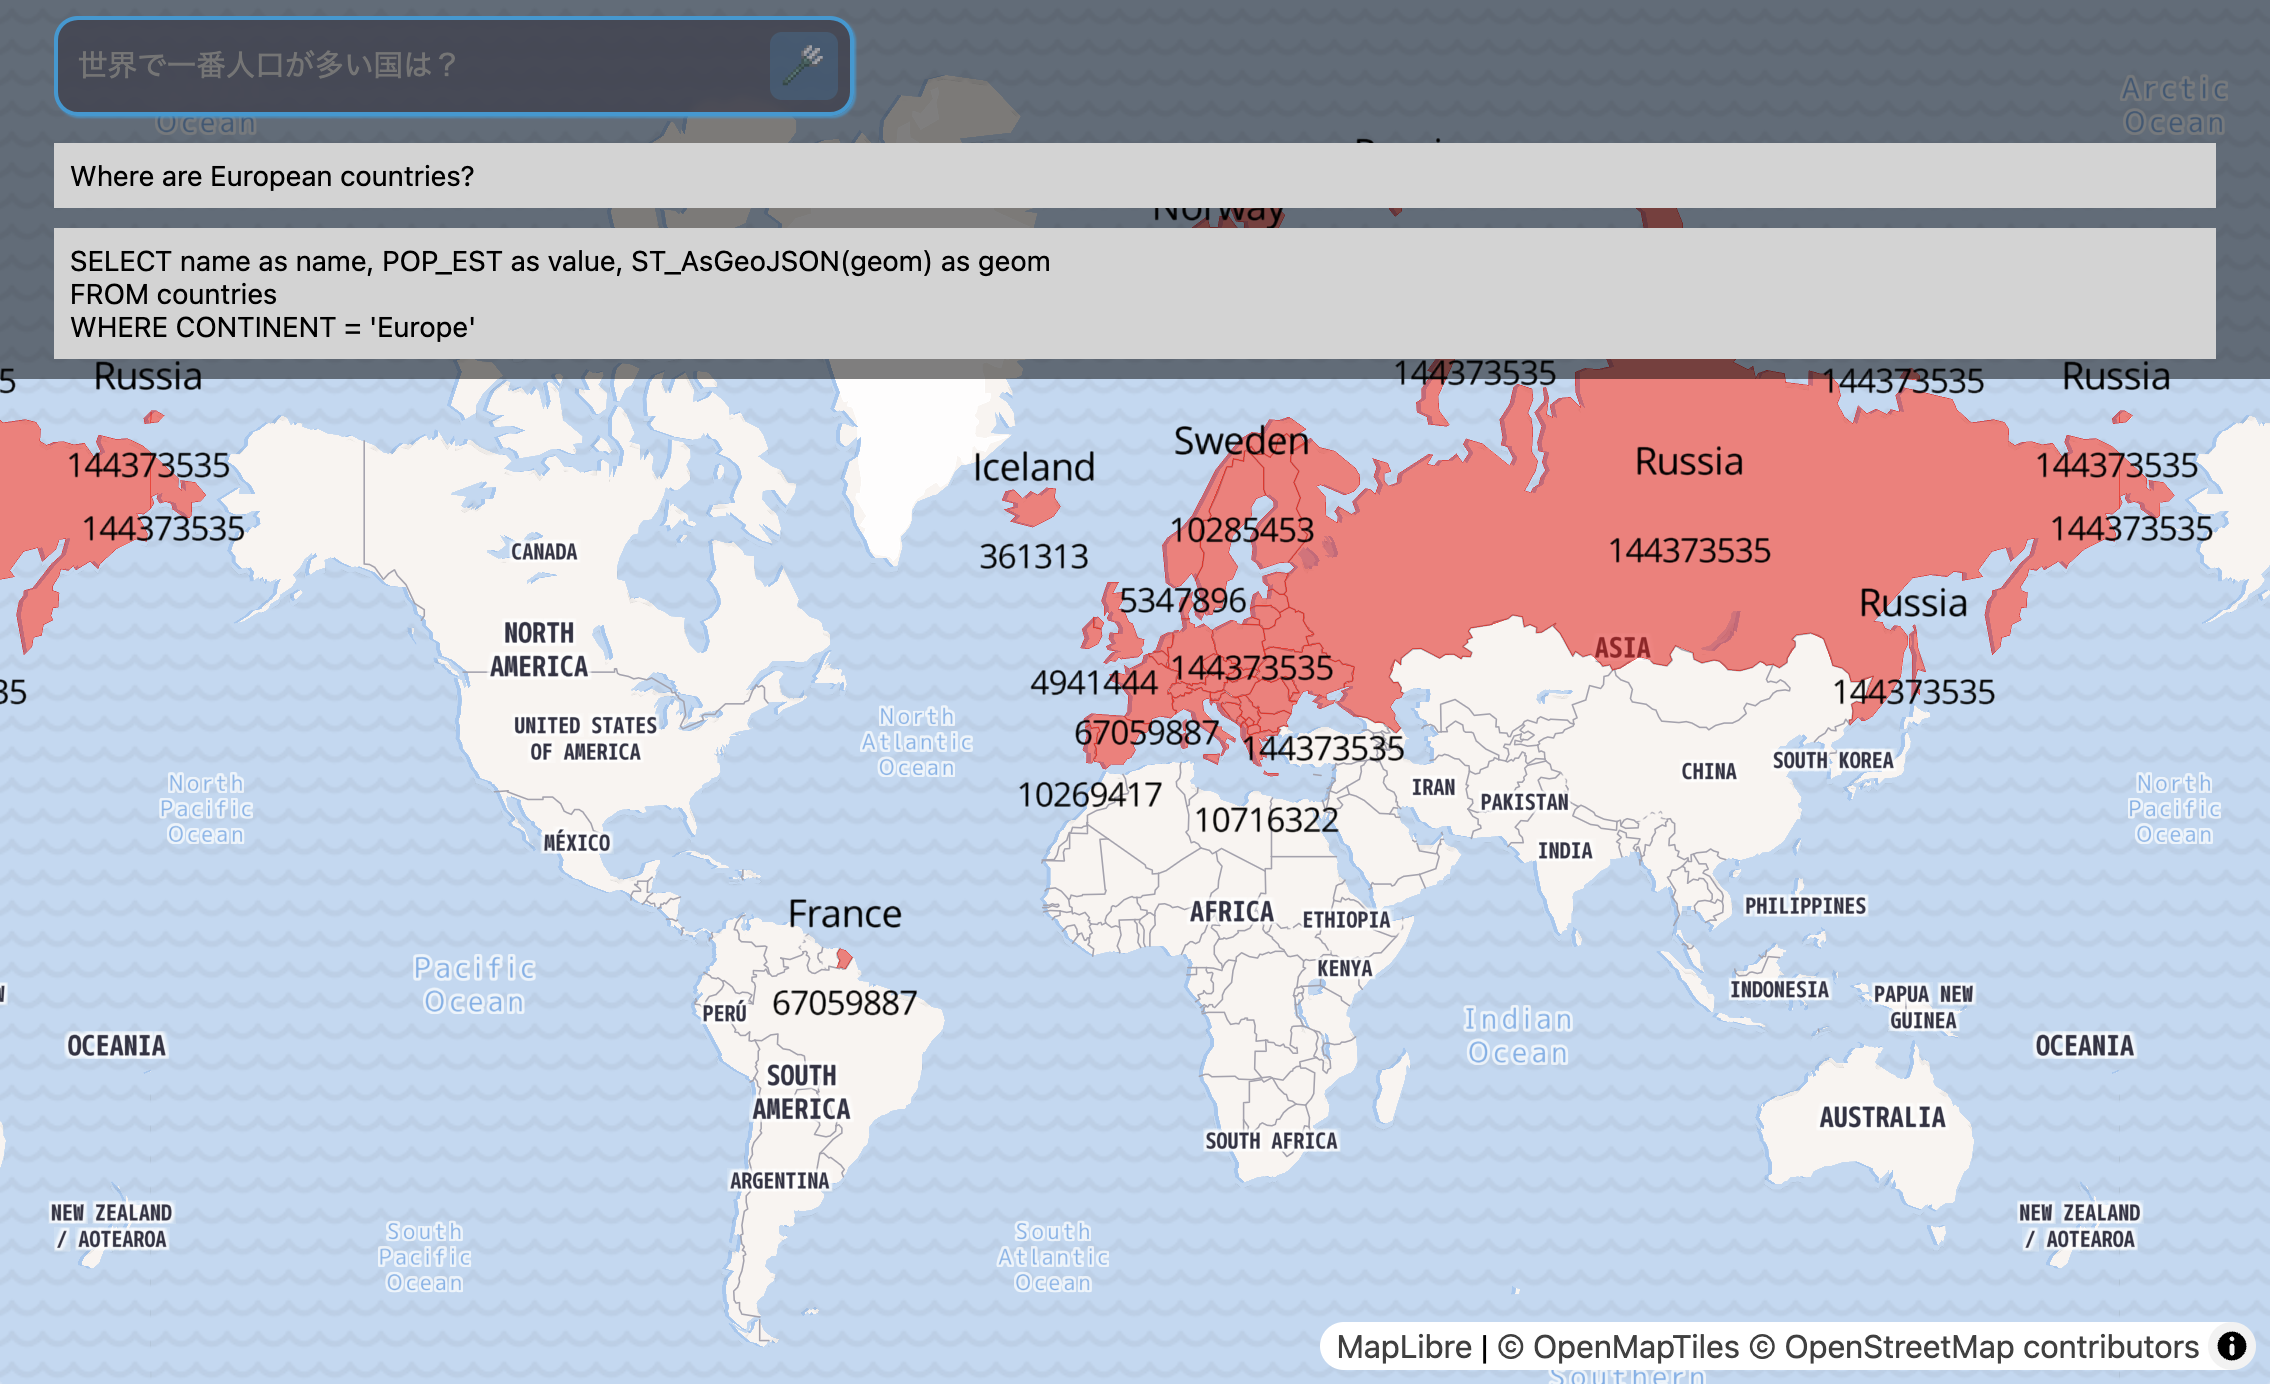 世界で一番人口が多い国は？
Ocean
Arctic
Ocean
Where are European countries?
Norway
SELECT name as name, POP_EST as value, ST_AsGeoJSON(geom) as geom
FROM countries
WHERE CONTINENT = 'Europe'
5
Russia
144373535
144373535
Russia
144373535
144373535
CANADA
Iceland
361313
Sweden
10285453
Russia
144373535
144373535
144373535
5347896
Russia
144373535
ASIA
35
NORTH
AMERICA
4941444
144373535
UNITED STATES
OF AMERICA
North
Atlantic
Ocean
67059887
144373535
North
Pacific
Ocean
MÉXICO
10269417
10716322
IRAN
PAKISTAN
INDIA
CHINA
SOUTH KOREA
North
Pacific
Ocean
France
67059887
AFRICA
ETHIOPIA
KENYA
PHILIPPINES
Pacific
Ocean
PERÚ
INDONESIA
PAPUA NEW
GUINEA
OCEANIA
Indian
Ocean
OCEANIA
SOUTH
AMERICA
AUSTRALIA
SOUTH AFRICA
ARGENTINA
NEW ZEALAND
/ AOTEAROA
South
Pacific
Ocean
South
Atlantic
Ocean
NEW ZEALAND
/ AOTEAROA
MapLibre | © OpenMapTiles © OpenStreetMap contributors
Southern